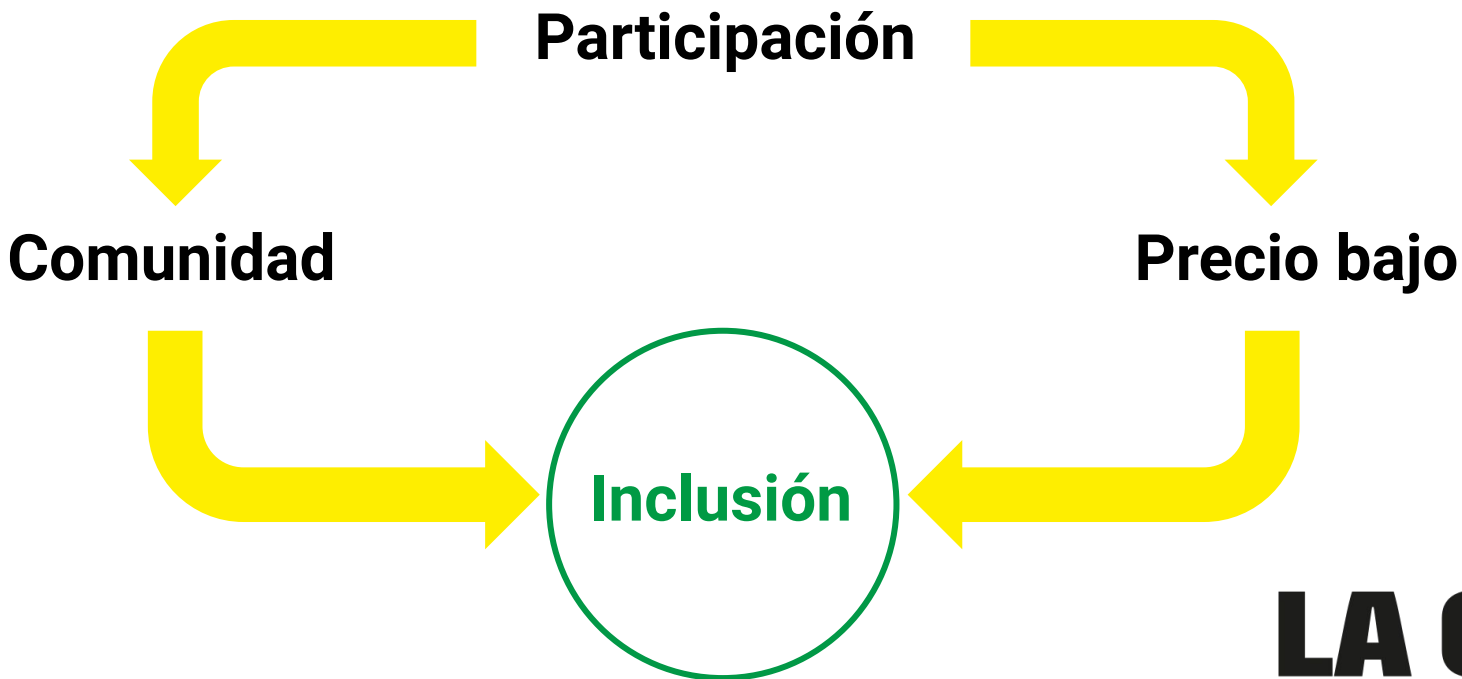 Participación
Comunidad
Precio bajo
Inclusión
LA